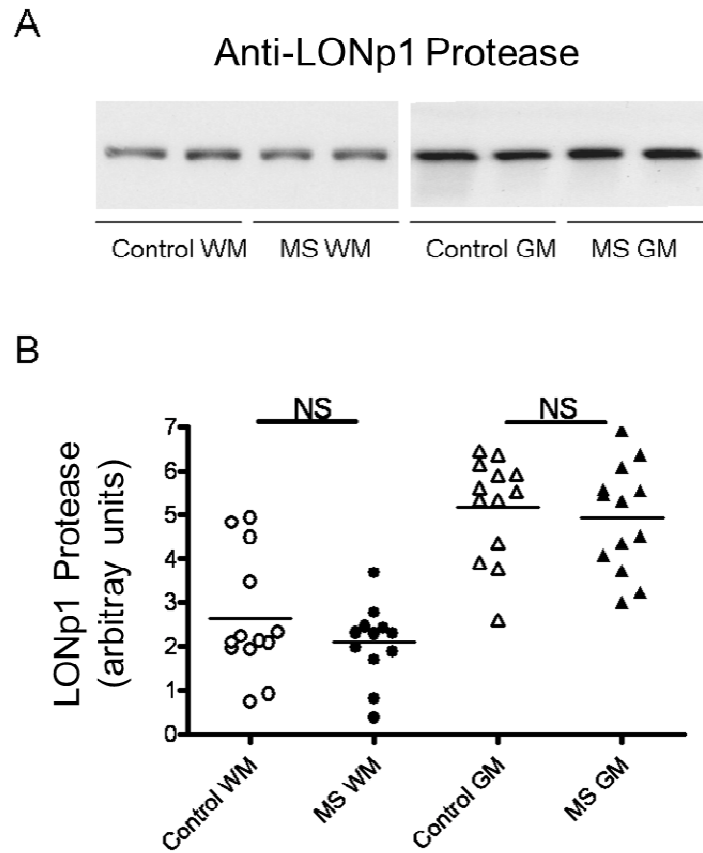 A
Anti-LONp1 Protease
Control WM MS WM Control GM MS GM
B
NS NS
LONp1 Protease
(arbitray units)
7
6
5
4
3
2
1
0
Control WM MS WM Control GM MS GM